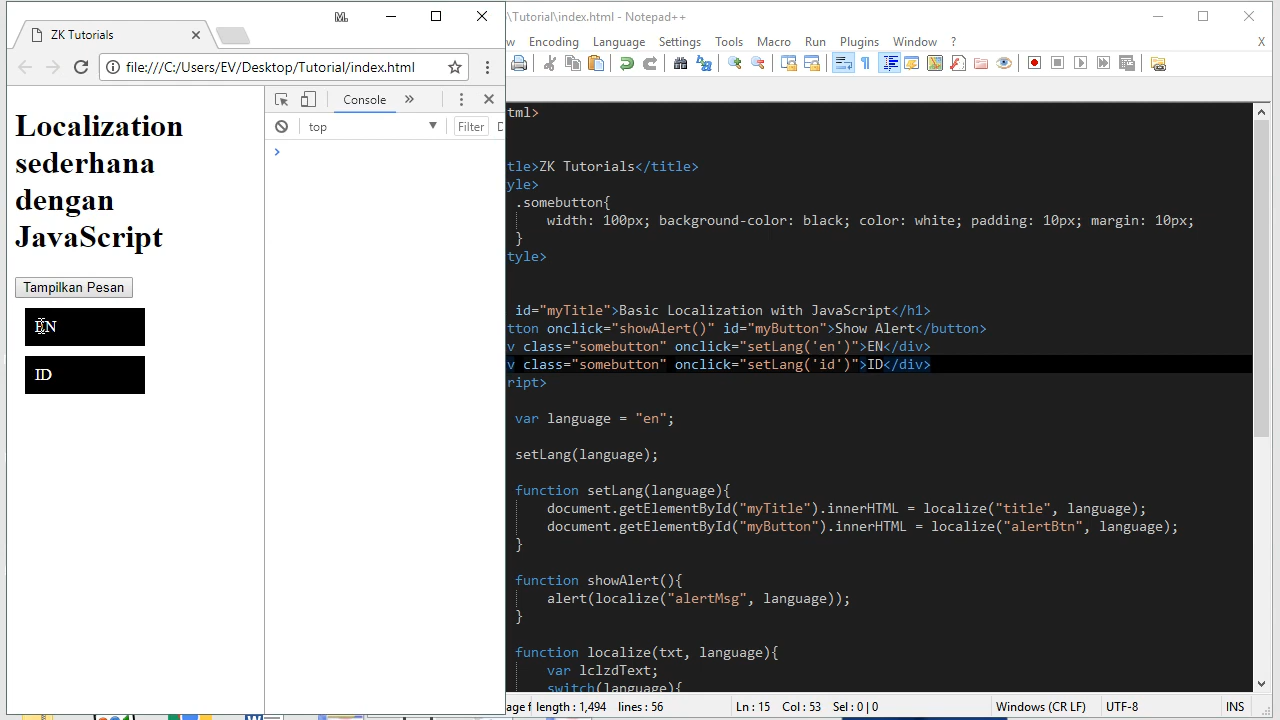 \Tutorial\index.html - Notepad++
ZK Tutorials
w Encoding Language Settings Tools Macro Run Plugins Window ? X
file:///C:/Users/EV/Desktop/Tutorial/index.html
Console »
top Filter
Localization
sederhana
dengan
JavaScript
Tampilkan Pesan
EN
ID
tml>
tle>ZK Tutorials</title>
yle>
.somebutton{
width: 100px; background-color: black; color: white; padding: 10px; margin: 10px;
}
tyle>
id="myTitle">Basic Localization with JavaScript</h1>
tton onclick="showAlert()" id="myButton">Show Alert</button>
v class="somebutton" onclick="setLang('en')">EN</div>
v class="somebutton" onclick="setLang('id')">ID</div>
ript>
var language = "en";
setLang(language);
function setLang(language){
document.getElementById("myTitle").innerHTML = localize("title", language);
document.getElementById("myButton").innerHTML = localize("alertBtn", language);
}
function showAlert(){
alert(localize("alertMsg", language));
}
function localize(txt, language){
var lclzdText;
switch(language){
age f length : 1,494 lines : 56 Ln : 15 Col : 53 Sel : 0 | 0 Windows (CR LF) UTF-8 INS